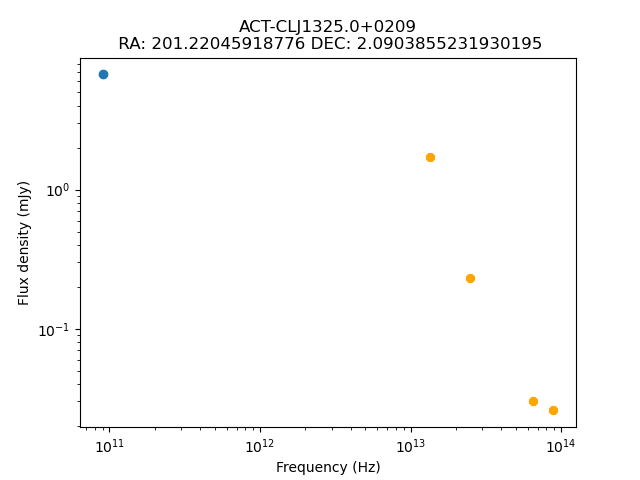 ACT-CLJ1325.0+0209
RA: 201.22045918776 DEC: 2.0903855231930195
Flux density (mJy)
10⁰
10⁻¹
10¹¹ 10¹² 10¹³ 10¹⁴
Frequency (Hz)